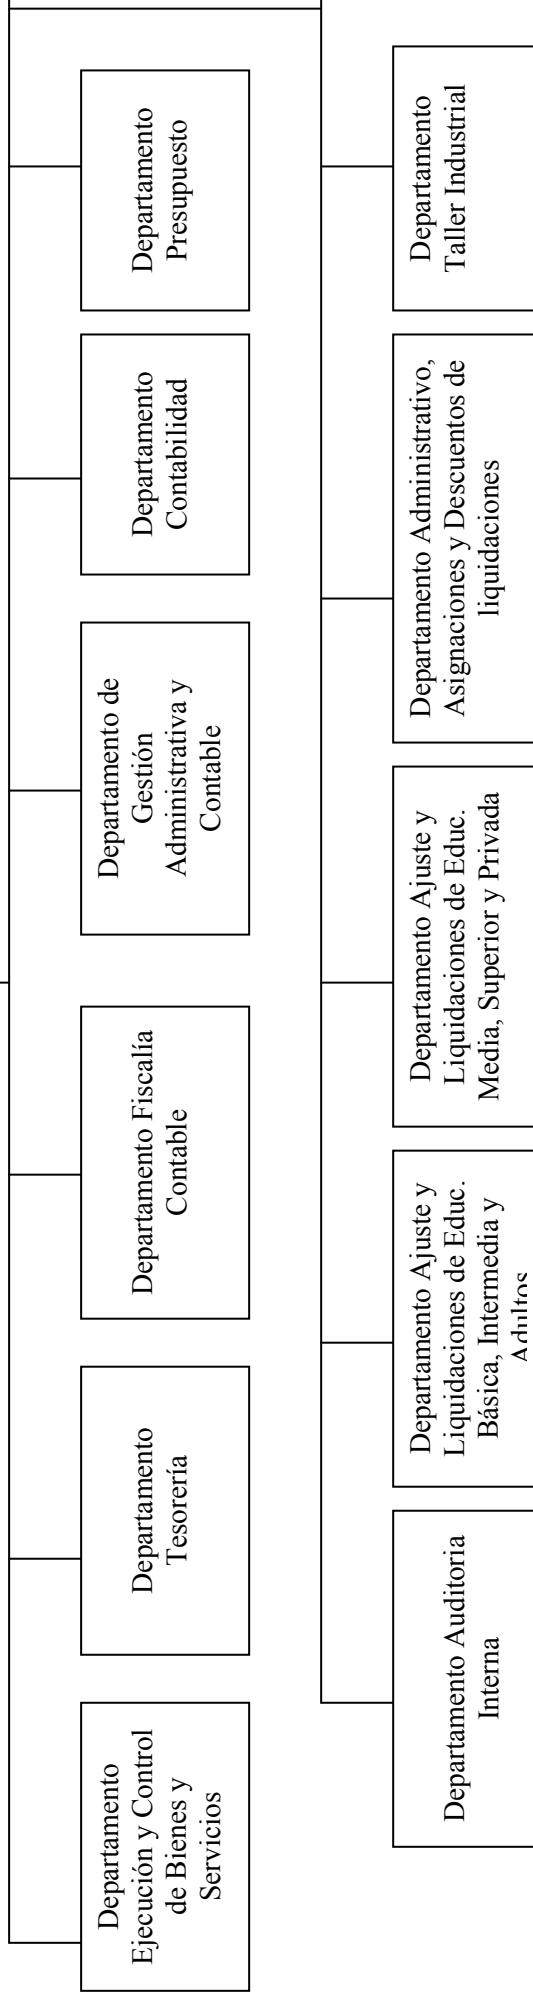 Departamento
Ejecución y Control
de Bienes y
Servicios
Departamento
Tesorería
Departamento Fiscalía
Contable
Departamento de
Gestión
Administrativa y
Contable
Departamento
Contabilidad
Departamento
Presupuesto
Departamento Auditoria
Interna
Departamento Ajuste y
Liquidaciones de Educ.
Básica, Intermedia y
Adultos
Departamento Ajuste y
Liquidaciones de Educ.
Media, Superior y Privada
Departamento Administrativo,
Asignaciones y Descuentos de
liquidaciones
Departamento
Taller Industrial